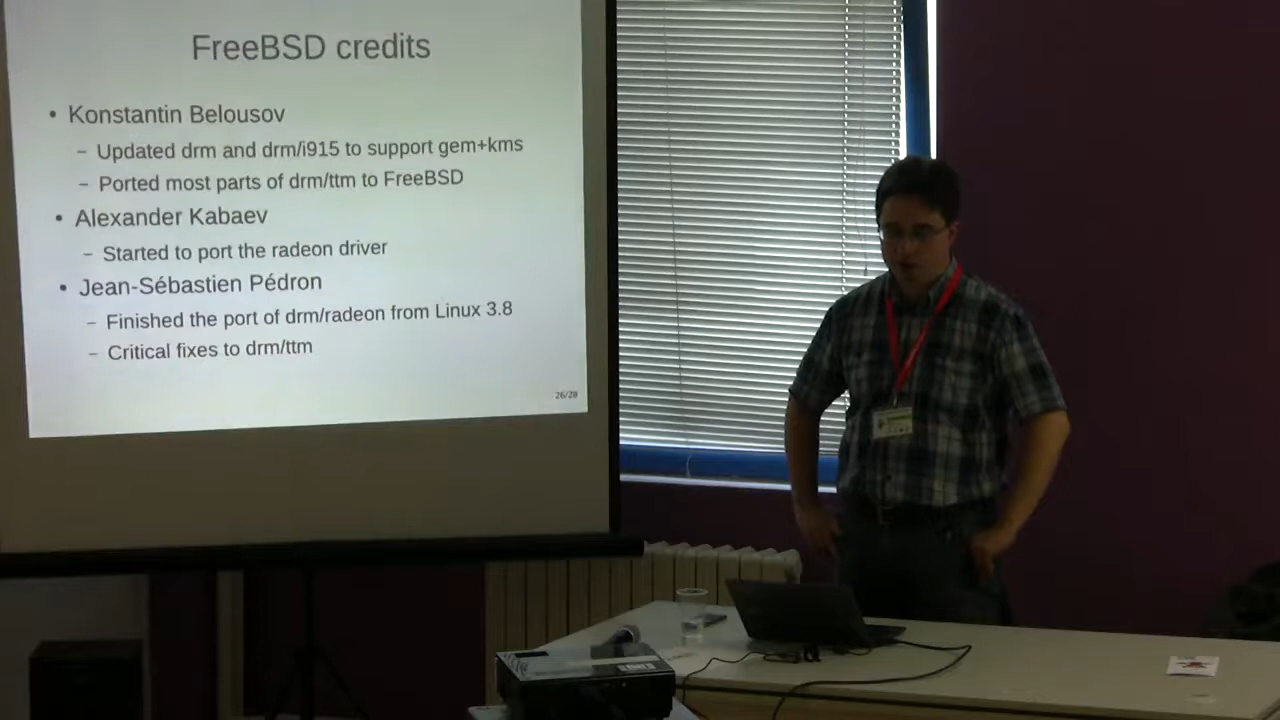 FreeBSD credits
• Konstantin Belousov
– Updated drm and drm/i915 to support gem+kms
– Ported most parts of drm/ttm to FreeBSD
• Alexander Kabaev
– Started to port the radeon driver
• Jean-Sébastien Pédron
– Finished the port of drm/radeon from Linux 3.8
– Critical fixes to drm/ttm
26/28